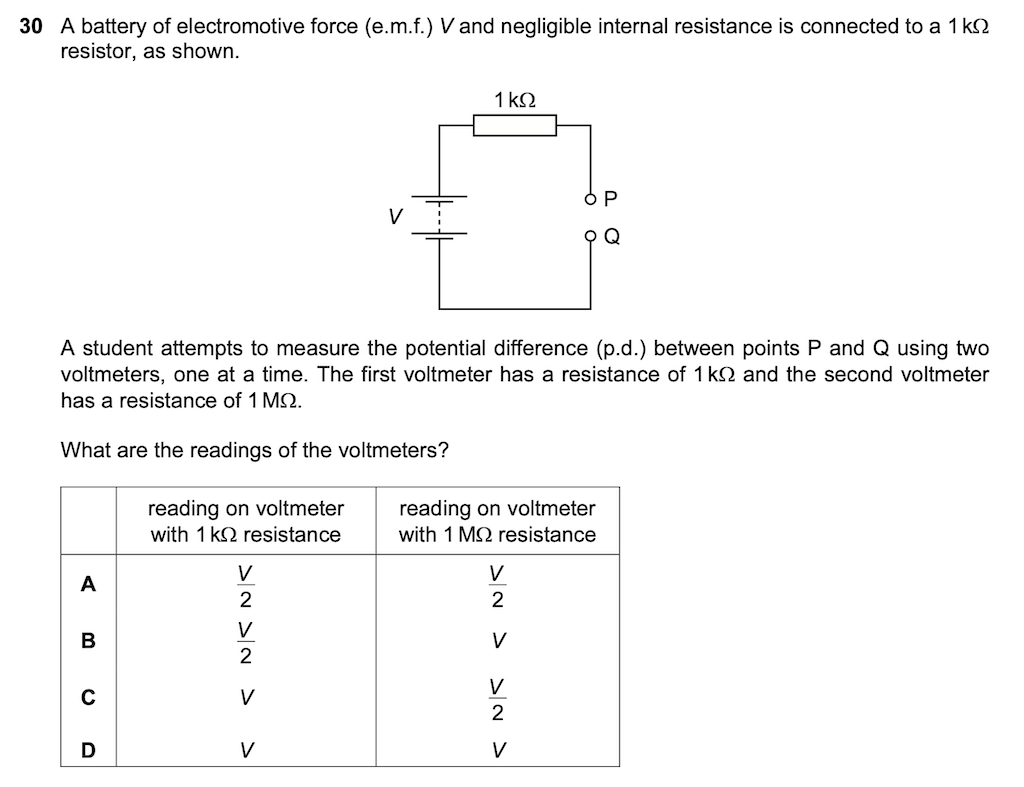 30 A battery of electromotive force (e.m.f.) V and negligible internal resistance is connected to a 1 kΩ
resistor, as shown.
1 kΩ
P
V
Q
A student attempts to measure the potential difference (p.d.) between points P and Q using two
voltmeters, one at a time. The first voltmeter has a resistance of 1 kΩ and the second voltmeter
has a resistance of 1 MΩ.
What are the readings of the voltmeters?
reading on voltmeter
with 1 kΩ resistance
reading on voltmeter
with 1 MΩ resistance
A V/2 V/2
B V/2 V
C V V/2
D V V